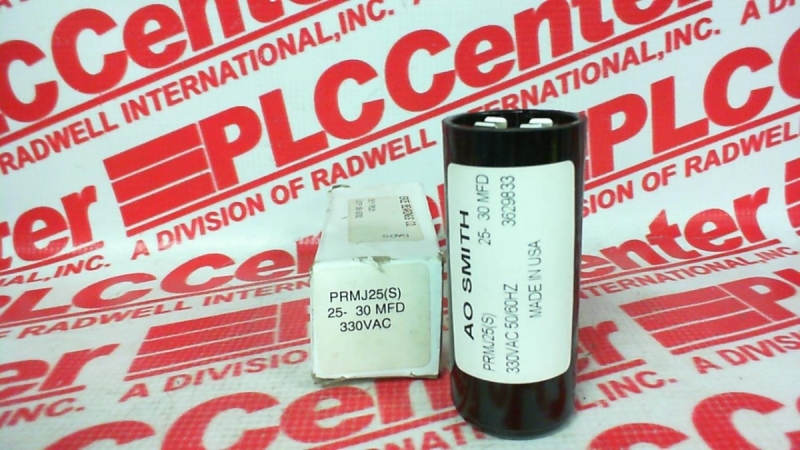 PLCCenter
A DIVISION OF RADWELL INTERNATIONAL, INC.
PRMJ25(S)
25- 30 MFD
330VAC
AO SMITH
PRMJ25(S) 25- 30 MFD
330VAC 50/60HZ 3629833
MADE IN USA